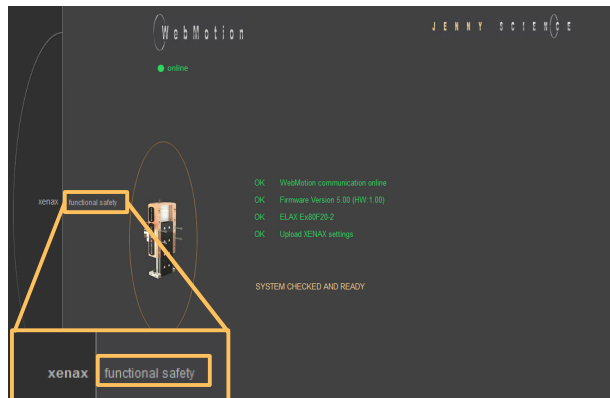 WebMotion
JENNY SCIENCE
online
OK WebMotion communication online
OK Firmware Version 5.00 (HW:1.00)
OK ELAX Ex80F20-2
OK Upload XENAX settings
xenax functional safety
SYSTEM CHECKED AND READY
xenax functional safety